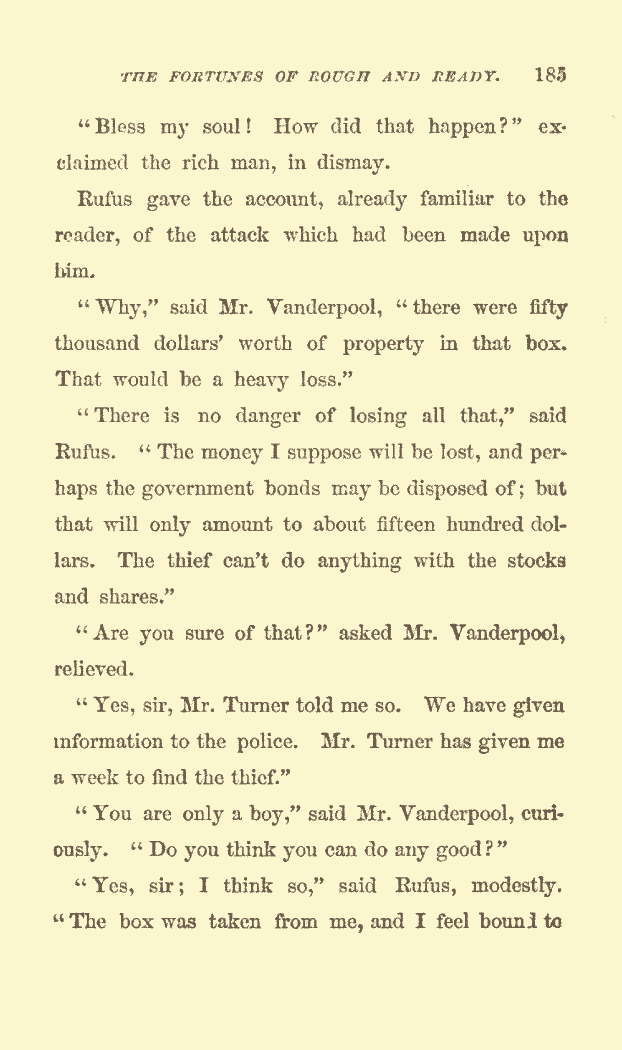 THE FORTUNES OF ROUGH AND READY. 185
"Bless my soul! How did that happen?" ex-
claimed the rich man, in dismay.
Rufus gave the account, already familiar to the
reader, of the attack which had been made upon
him.
"Why," said Mr. Vanderpool, "there were fifty
thousand dollars' worth of property in that box.
That would be a heavy loss."
"There is no danger of losing all that," said
Rufus. "The money I suppose will be lost, and per-
haps the government bonds may be disposed of; but
that will only amount to about fifteen hundred dol-
lars. The thief can't do anything with the stocks
and shares."
"Are you sure of that?" asked Mr. Vanderpool,
relieved.
"Yes, sir, Mr. Turner told me so. We have given
information to the police. Mr. Turner has given me
a week to find the thief."
"You are only a boy," said Mr. Vanderpool, curi-
ously. "Do you think you can do any good?"
"Yes, sir; I think so," said Rufus, modestly.
"The box was taken from me, and I feel bound to